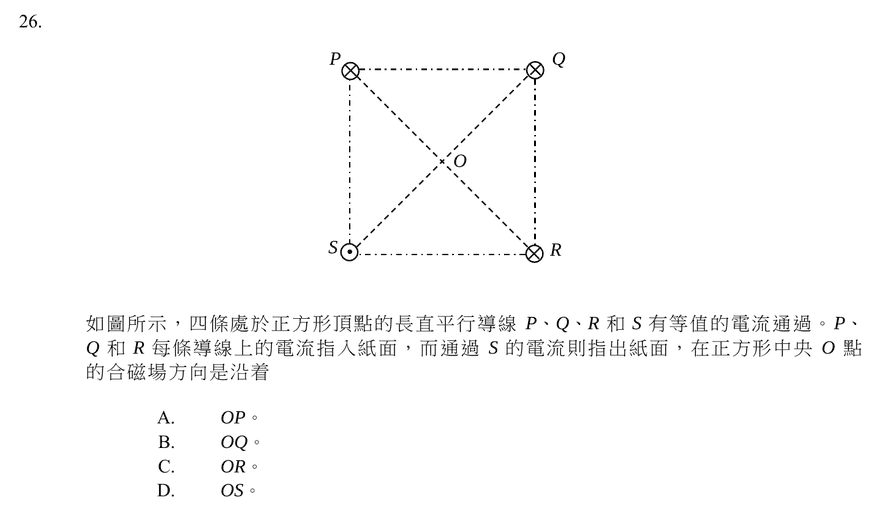 26.
P
Q
O
S
R
如圖所示，四條處於正方形頂點的長直平行導線 P、Q、R 和 S 有等值的電流通過。P、
Q 和 R 每條導線上的電流指入紙面，而通過 S 的電流則指出紙面，在正方形中央 O 點
的合磁場方向是沿着
A. OP。
B. OQ。
C. OR。
D. OS。